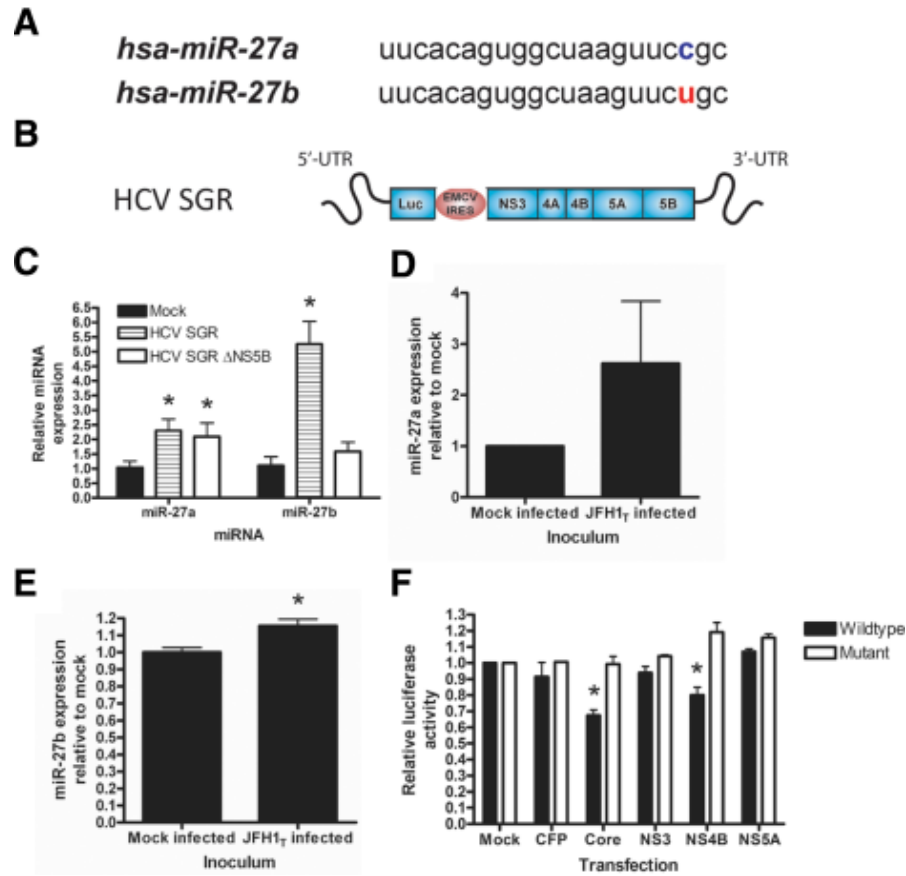 A
hsa-miR-27a uucacaguggcuaaguuccgc
hsa-miR-27b uucacaguggcuaaguucugc
B
5'-UTR 3'-UTR
HCV SGR Luc EMCV IRES NS3 4A 4B 5A 5B
C
Relative miRNA expression
6.5
6.0
5.5
5.0
4.5
4.0
3.5
3.0
2.5
2.0
1.5
1.0
0.5
0.0
Mock
HCV SGR
HCV SGR ΔNS5B
* * *
miR-27a miR-27b
miRNA
D
miR-27a expression relative to mock
4
3
2
1
0
Mock infected JFH1T infected
Inoculum
E
miR-27b expression relative to mock
1.2
1.1
1.0
0.9
0.8
0.7
0.6
0.5
0.4
0.3
0.2
0.1
0.0
*
Mock infected JFH1T infected
Inoculum
F
Relative luciferase activity
1.3
1.2
1.1
1.0
0.9
0.8
0.7
0.6
0.5
0.4
0.3
0.2
0.1
0.0
* *
Wildtype
Mutant
Mock CFP Core NS3 NS4B NS5A
Transfection